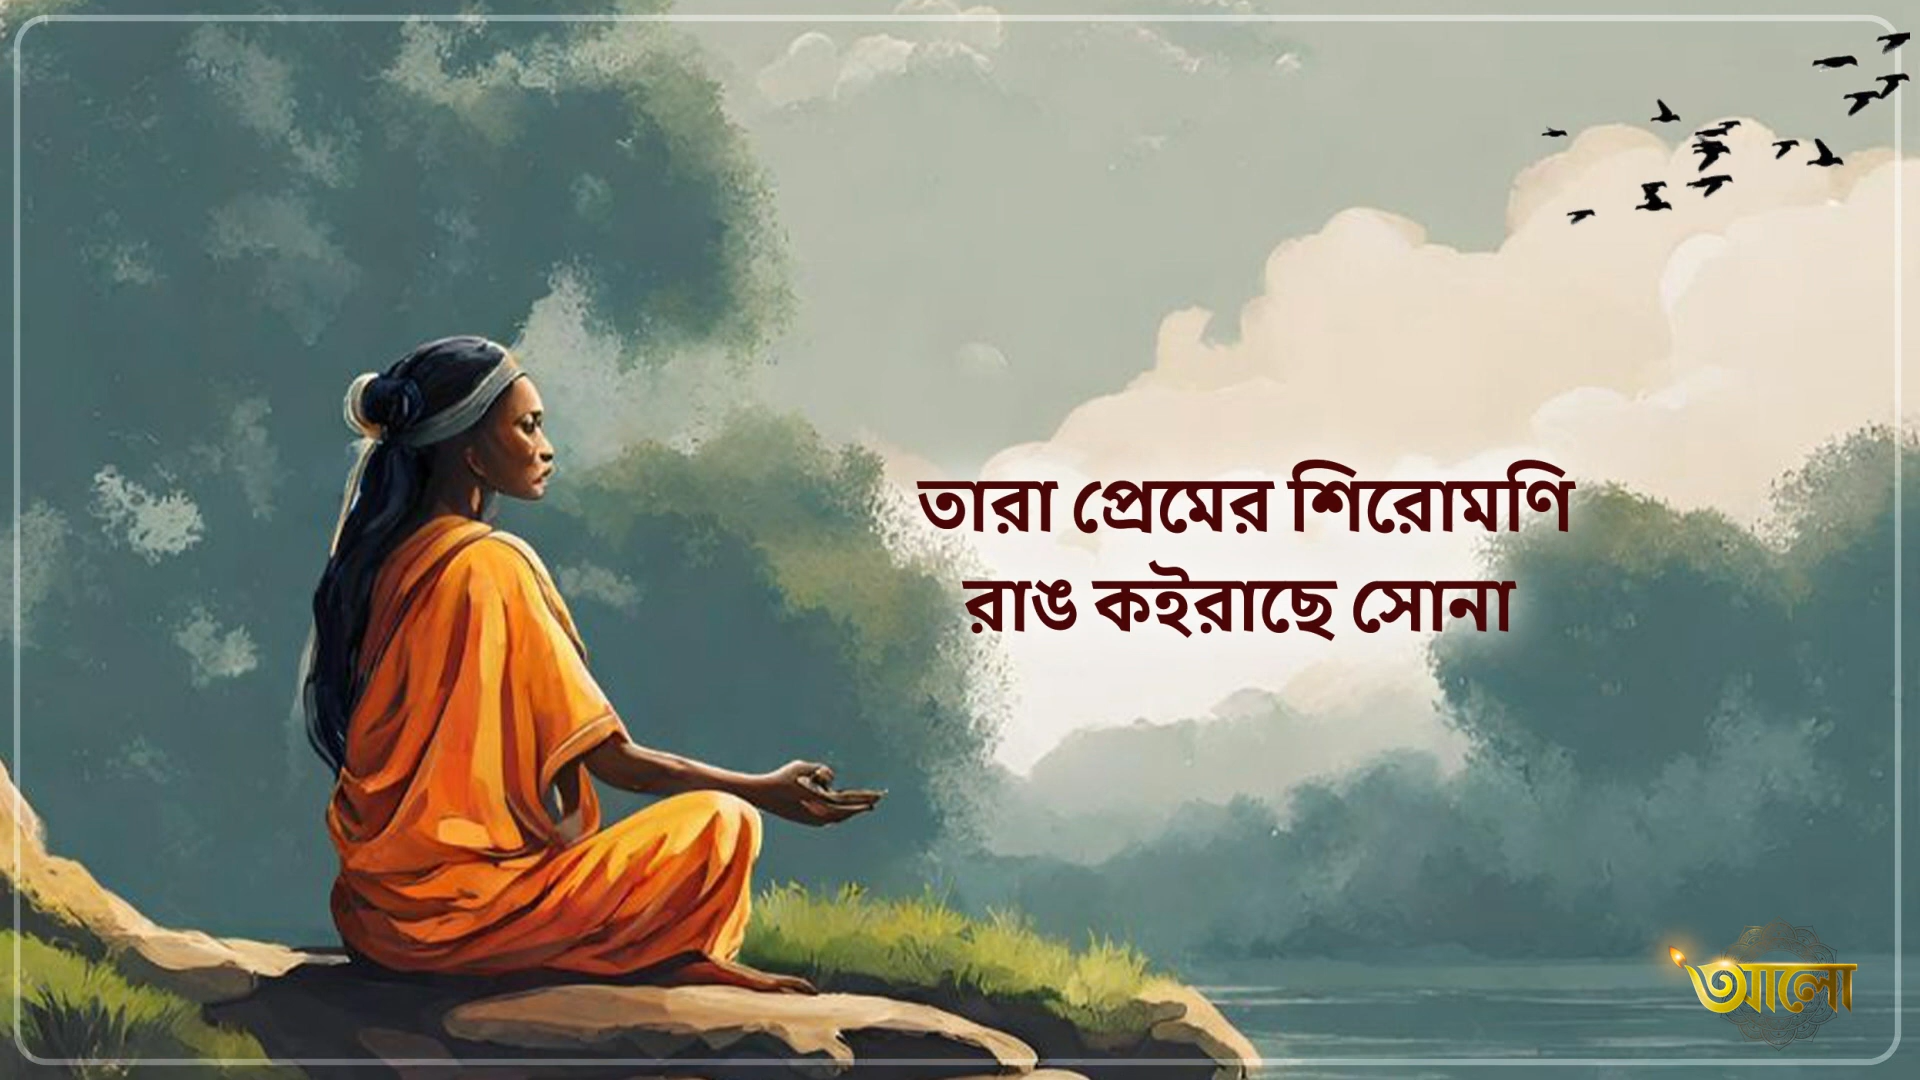 তারা প্রেমের শিরোমণি
রাঙ কইরাছে সোনা
আলো